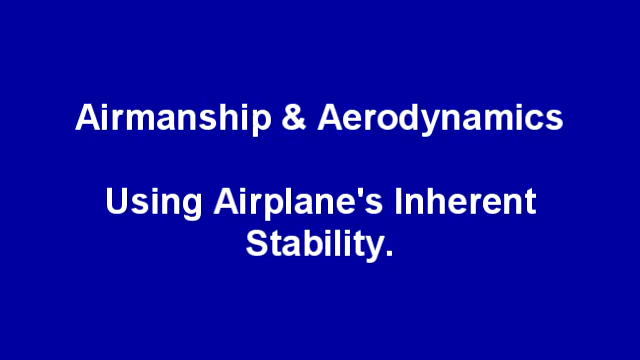 Airmanship & Aerodynamics
Using Airplane's Inherent
Stability.